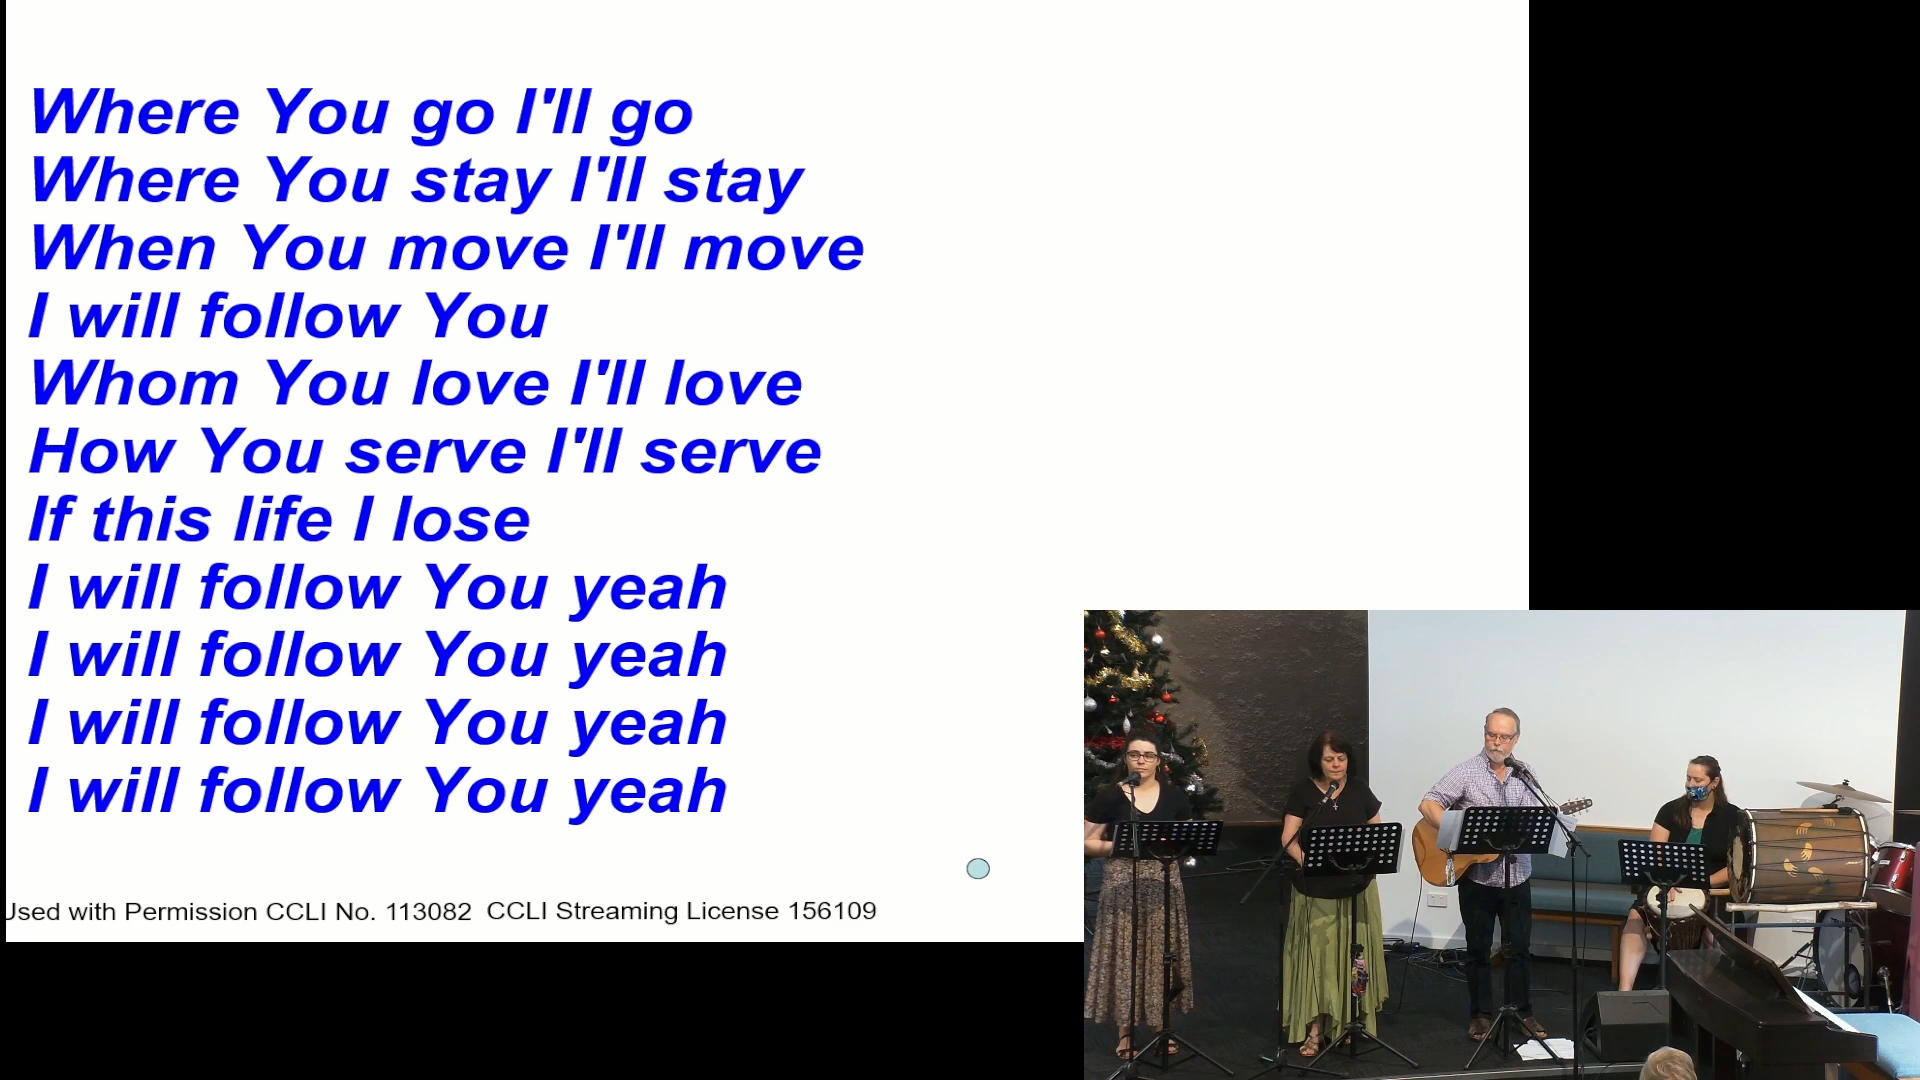 Where You go I'll go
Where You stay I'll stay
When You move I'll move
I will follow You
Whom You love I'll love
How You serve I'll serve
If this life I lose
I will follow You yeah
I will follow You yeah
I will follow You yeah
I will follow You yeah
Used with Permission CCLI No. 113082 CCLI Streaming License 156109